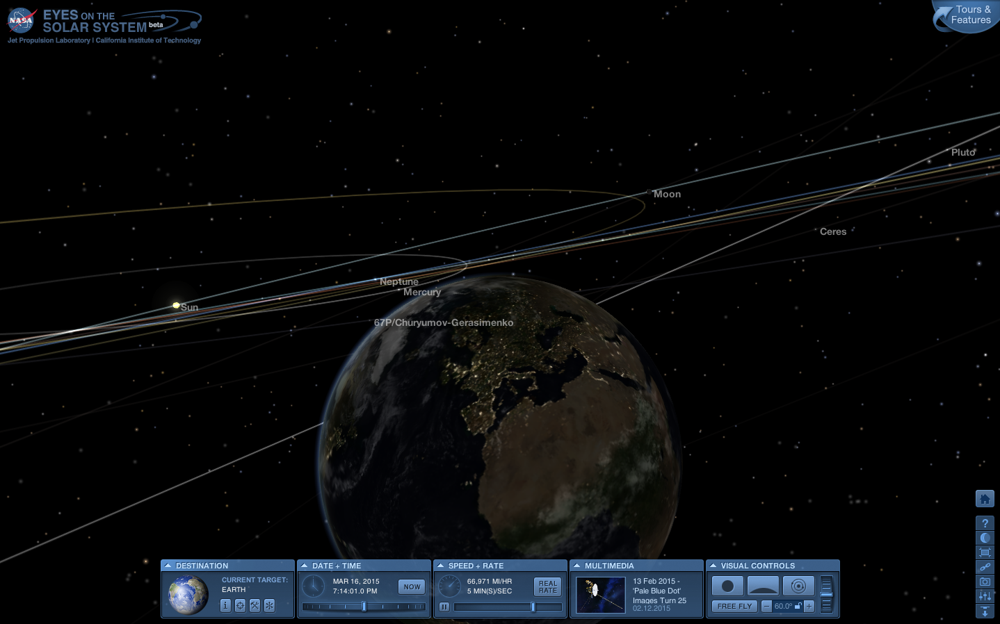 NASA
EYES ON THE
SOLAR SYSTEM beta
Jet Propulsion Laboratory | California Institute of Technology
Tours &
Features
Pluto
Moon
Ceres
Neptune
Mercury
Sun
67P/Churyumov-Gerasimenko
DESTINATION
CURRENT TARGET:
EARTH
i
DATE + TIME
MAR 16, 2015
7:14:01.0 PM
NOW
SPEED + RATE
66,971 MI/HR
5 MIN(S)/SEC
REAL
RATE
MULTIMEDIA
13 Feb 2015 -
'Pale Blue Dot'
Images Turn 25
02.12.2015
VISUAL CONTROLS
FREE FLY
− 60.0° +
?